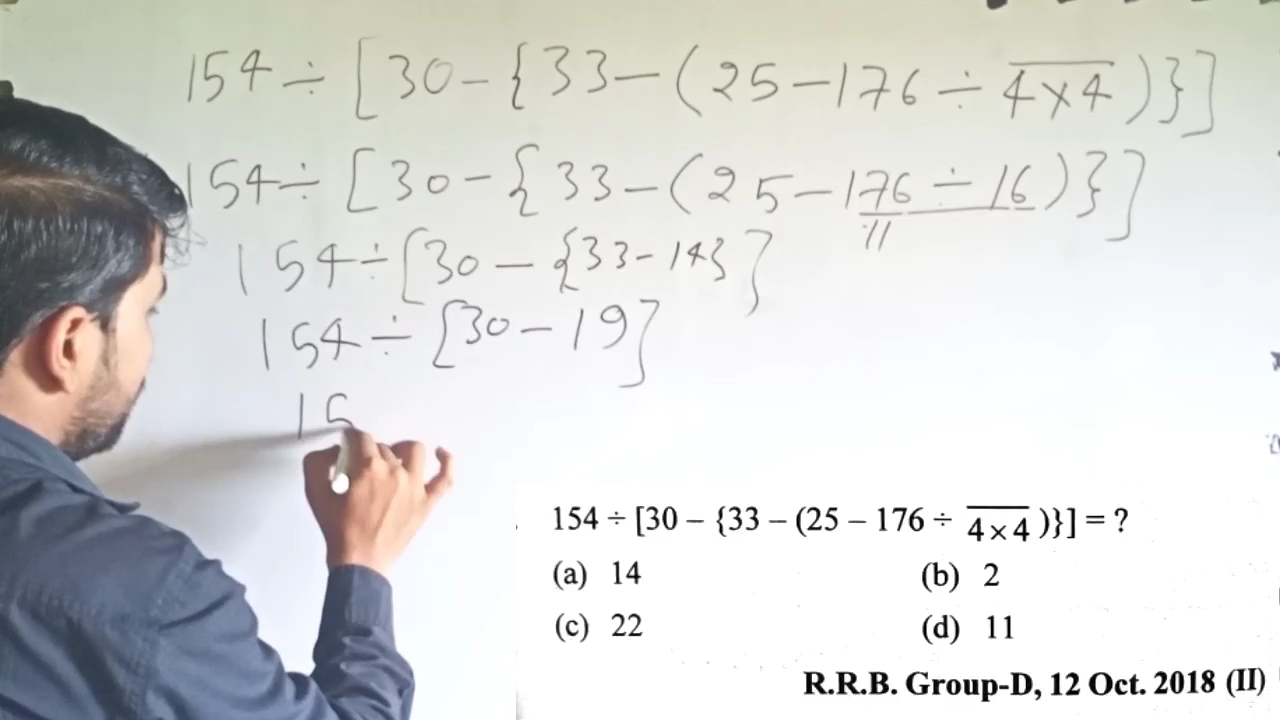 154 ÷ [30 – {33 – (25 – 176 ÷ 4̅ ×̅ 4̅ )}]
154 ÷ [30 – {33 – (25 – 176 ÷ 16)}]
11
154 ÷ [30 – {33 – 14}]
154 ÷ [30 – 19]
15
154 ÷ [30 – {33 – (25 – 176 ÷ 4̅ ×̅ 4̅ )}] = ?
(a) 14 (b) 2
(c) 22 (d) 11
R.R.B. Group-D, 12 Oct. 2018 (II)